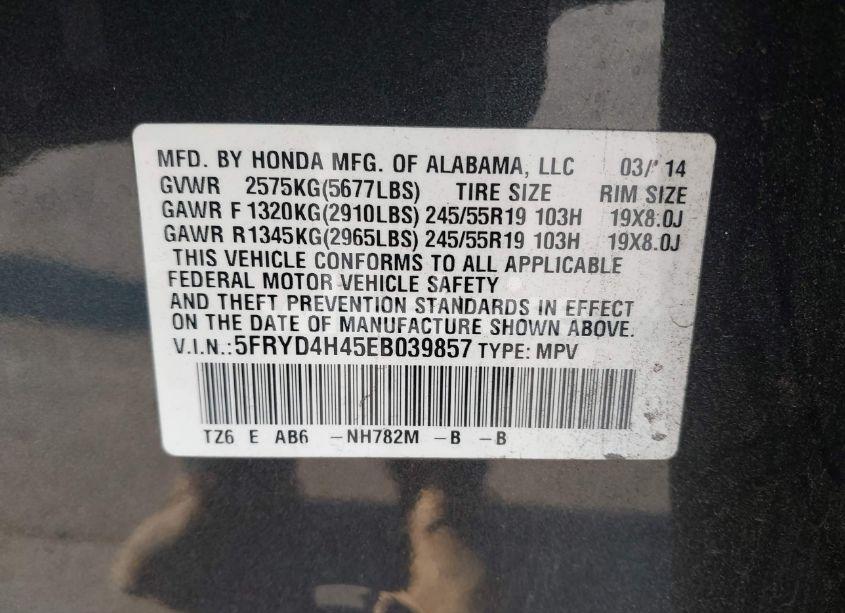 MFD. BY HONDA MFG. OF ALABAMA, LLC 03/'14
GVWR 2575KG(5677LBS) TIRE SIZE RIM SIZE
GAWR F 1320KG(2910LBS) 245/55R19 103H 19X8.0J
GAWR R1345KG(2965LBS) 245/55R19 103H 19X8.0J
THIS VEHICLE CONFORMS TO ALL APPLICABLE
FEDERAL MOTOR VEHICLE SAFETY
AND THEFT PREVENTION STANDARDS IN EFFECT
ON THE DATE OF MANUFACTURE SHOWN ABOVE.
V.I.N.:5FRYD4H45EB039857 TYPE: MPV
TZ6 E AB6 -NH782M -B -B